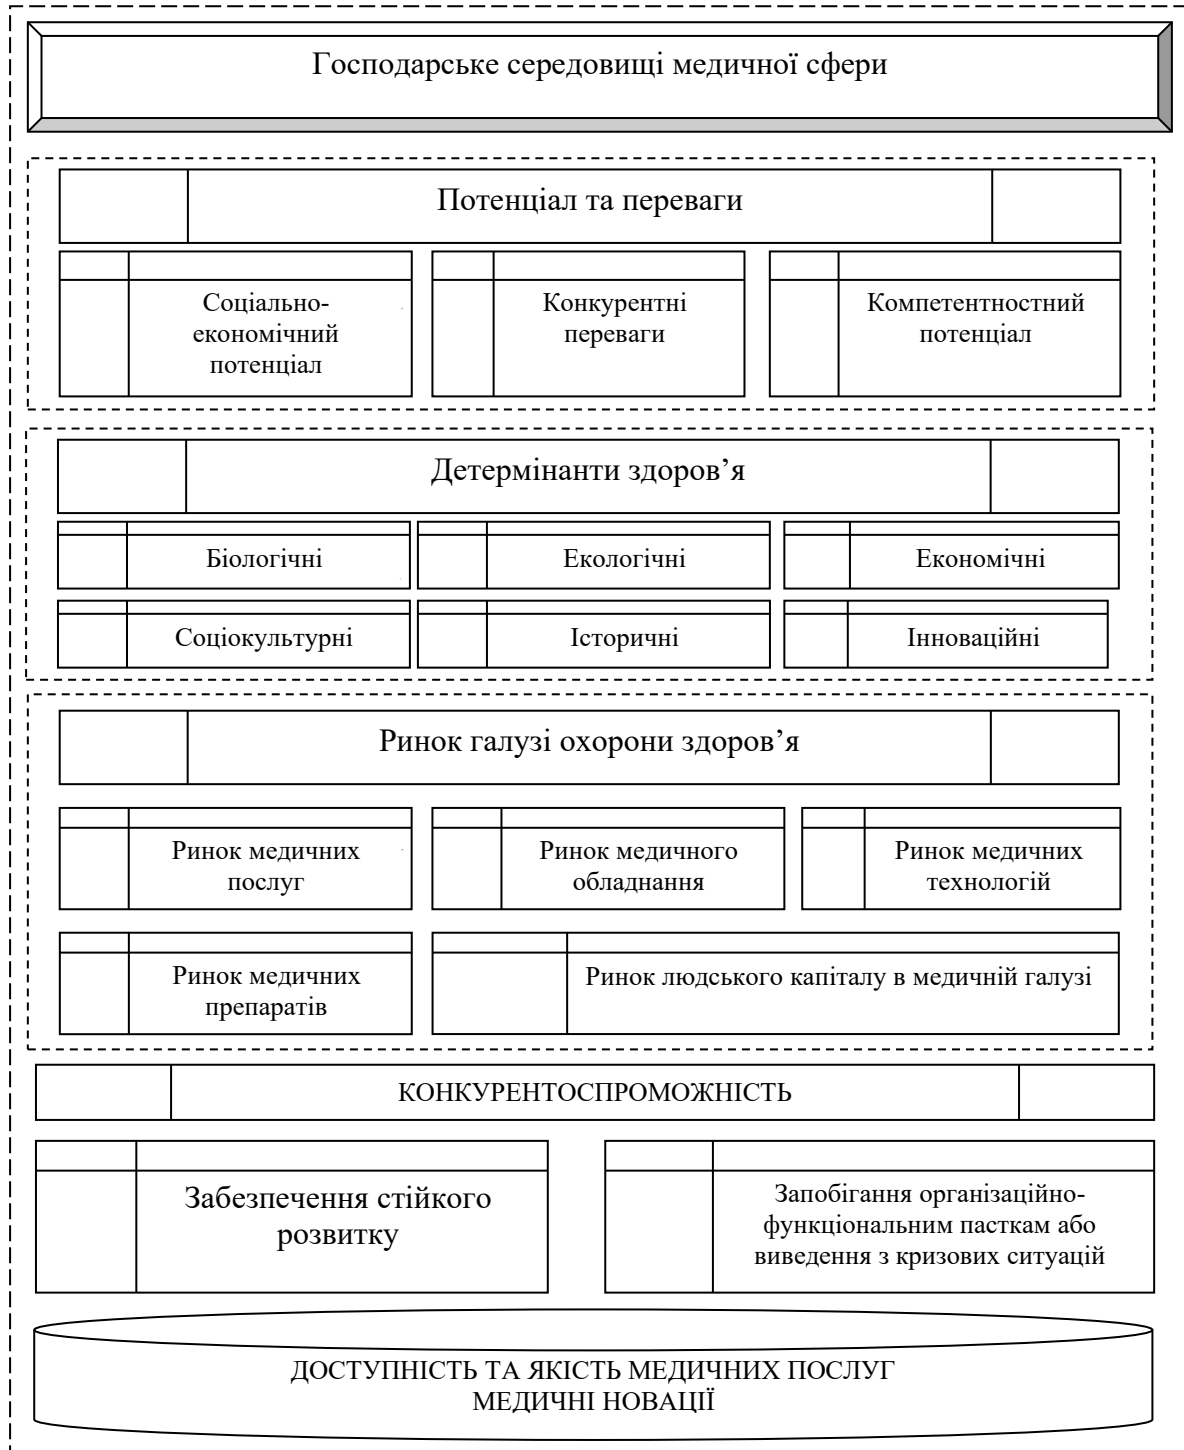 Господарське середовищі медичної сфери
Потенціал та переваги
Соціально-
економічний
потенціал
Конкурентні
переваги
Компетентностний
потенціал
Детермінанти здоров’я
Біологічні
Екологічні
Економічні
Соціокультурні
Історичні
Інноваційні
Ринок галузі охорони здоров’я
Ринок медичних
послуг
Ринок медичного
обладнання
Ринок медичних
технологій
Ринок медичних
препаратів
Ринок людського капіталу в медичній галузі
КОНКУРЕНТОСПРОМОЖНІСТЬ
Забезпечення стійкого
розвитку
Запобігання організаційно-
функціональним пасткам або
виведення з кризових ситуацій
ДОСТУПНІСТЬ ТА ЯКІСТЬ МЕДИЧНИХ ПОСЛУГ
МЕДИЧНІ НОВАЦІЇ